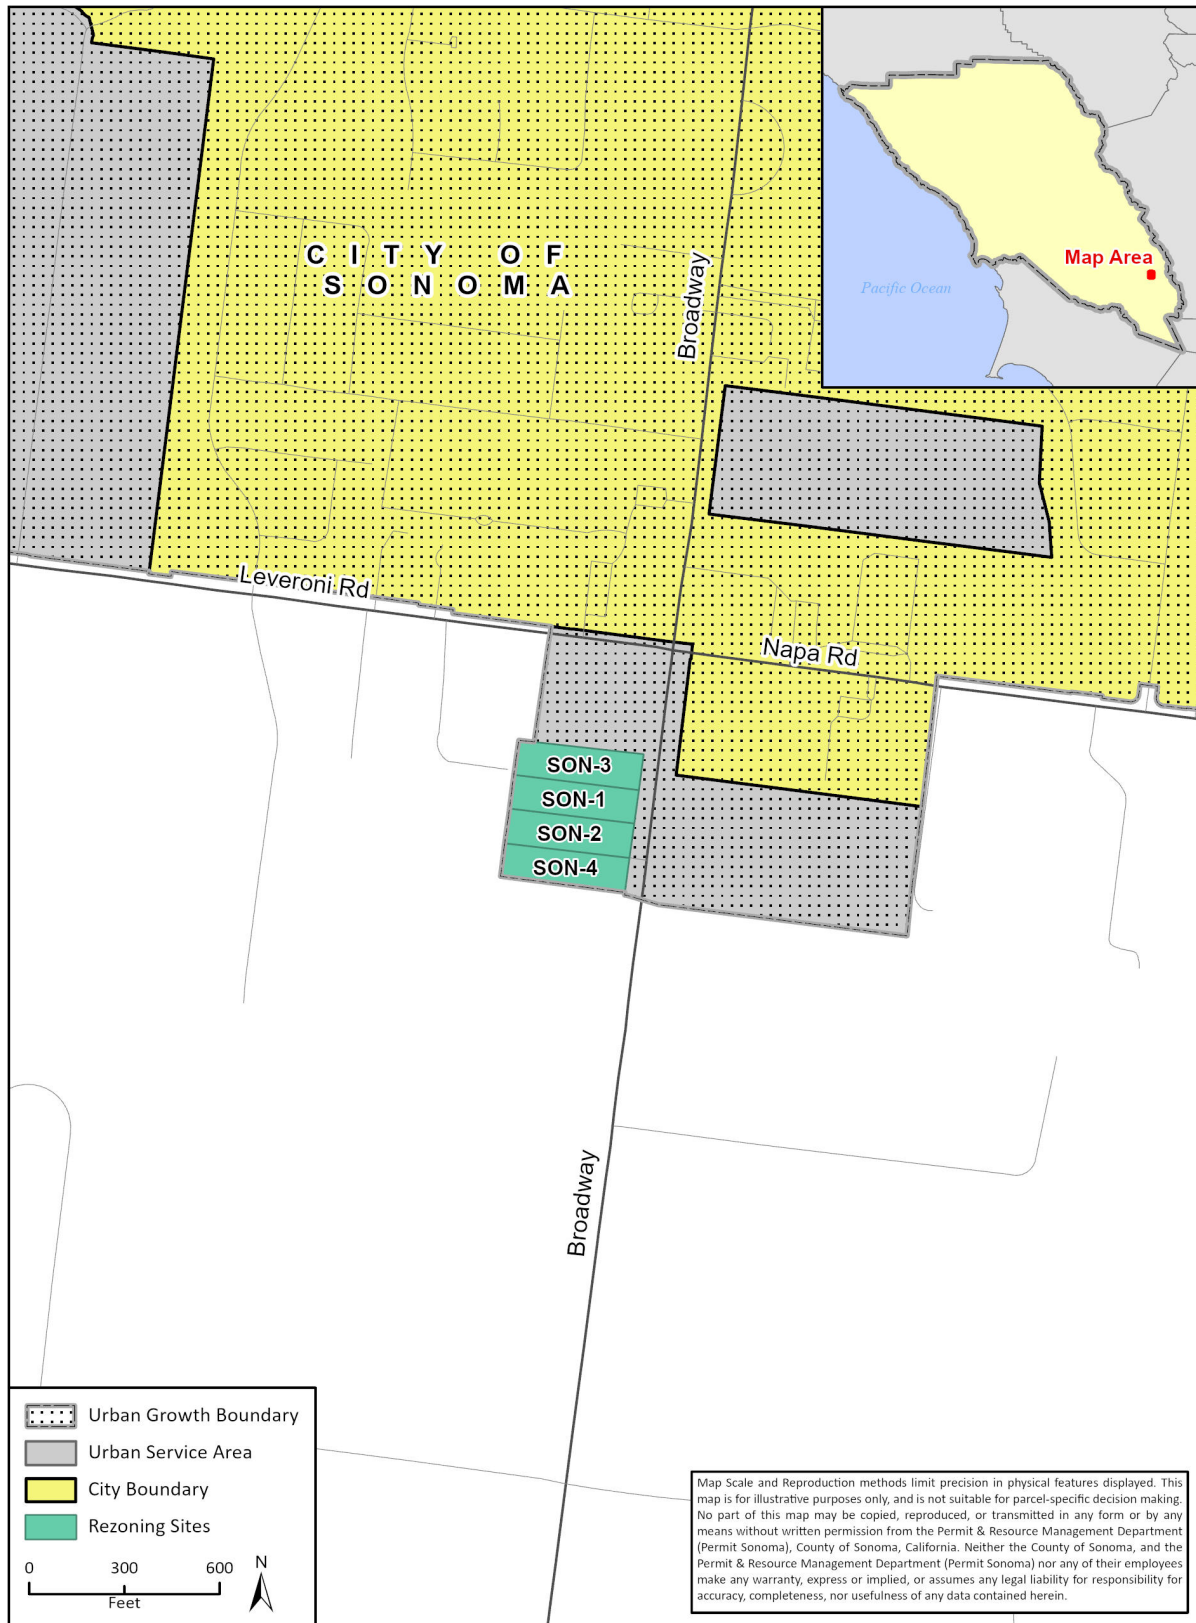 C I T Y O F
S O N O M A
Broadway
Map Area
Pacific Ocean
Leveroni Rd
Napa Rd
SON-3
SON-1
SON-2
SON-4
Broadway
Urban Growth Boundary
Urban Service Area
City Boundary
Rezoning Sites
0 300 600
Feet
N
Map Scale and Reproduction methods limit precision in physical features displayed. This
map is for illustrative purposes only, and is not suitable for parcel-specific decision making.
No part of this map may be copied, reproduced, or transmitted in any form or by any
means without written permission from the Permit & Resource Management Department
(Permit Sonoma), County of Sonoma, California. Neither the County of Sonoma, and the
Permit & Resource Management Department (Permit Sonoma) nor any of their employees
make any warranty, express or implied, or assumes any legal liability for responsibility for
accuracy, completeness, nor usefulness of any data contained herein.